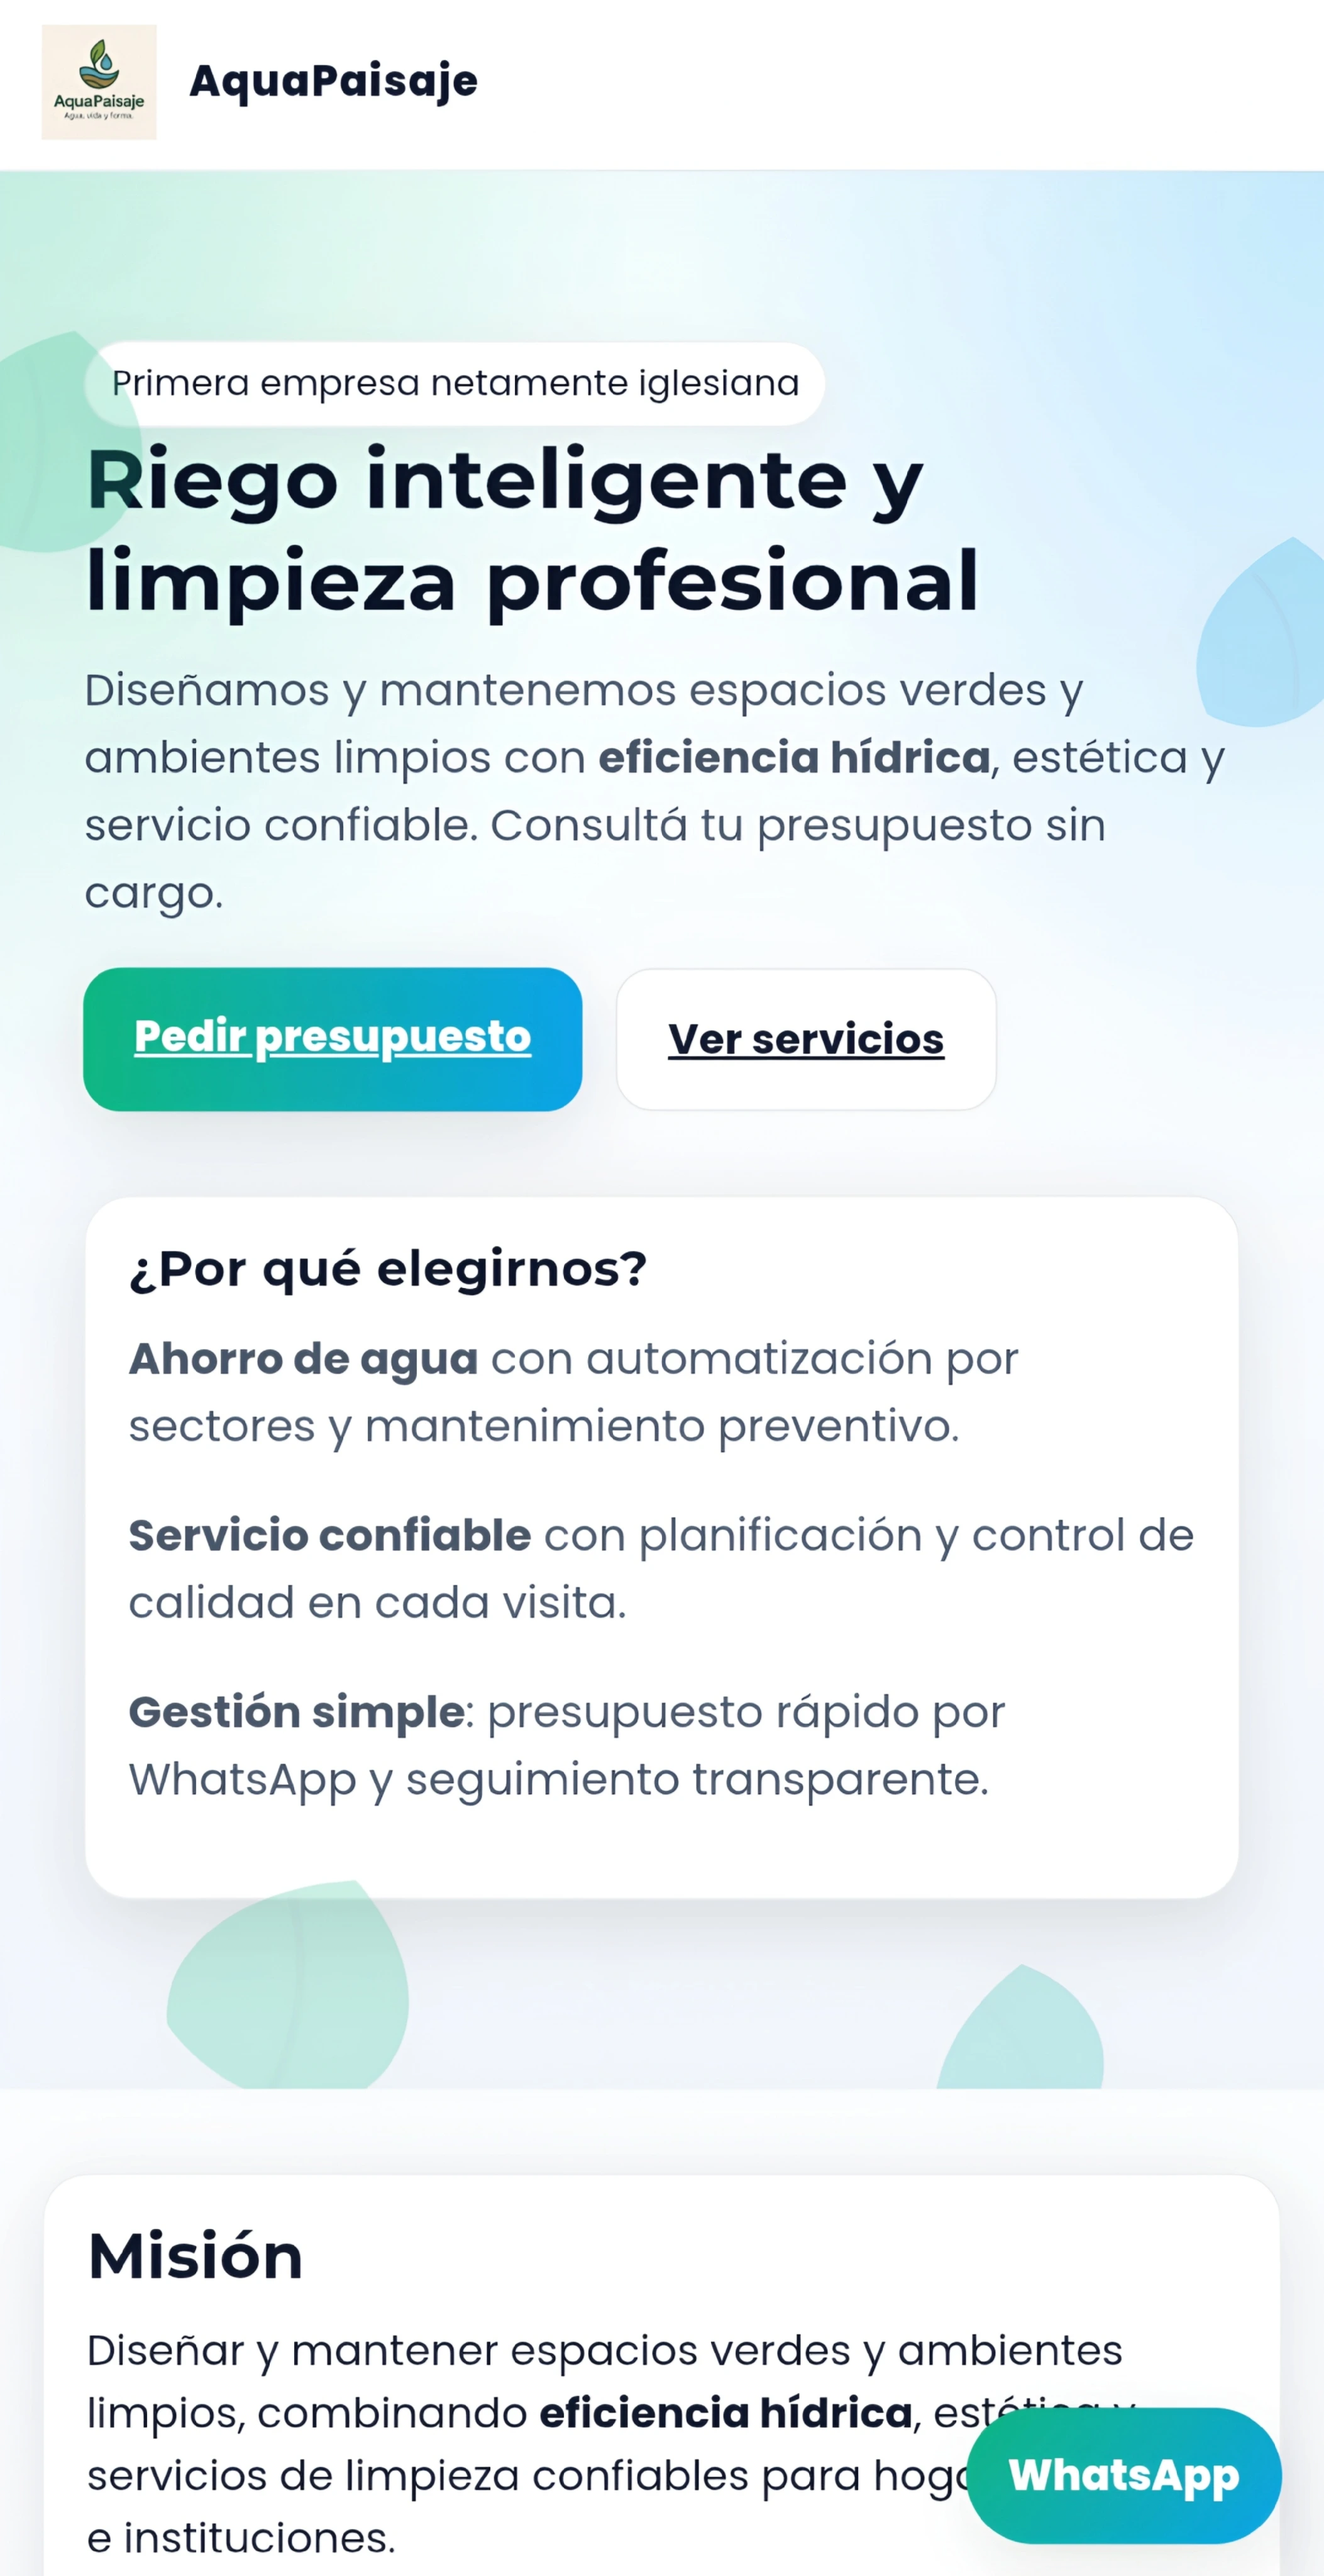 AquaPaisaje
Agua, vida y forma.
AquaPaisaje
Primera empresa netamente iglesiana
Riego inteligente y
limpieza profesional
Diseñamos y mantenemos espacios verdes y
ambientes limpios con eficiencia hídrica, estética y
servicio confiable. Consultá tu presupuesto sin
cargo.
Pedir presupuesto
Ver servicios
¿Por qué elegirnos?
Ahorro de agua con automatización por
sectores y mantenimiento preventivo.
Servicio confiable con planificación y control de
calidad en cada visita.
Gestión simple: presupuesto rápido por
WhatsApp y seguimiento transparente.
Misión
Diseñar y mantener espacios verdes y ambientes
limpios, combinando eficiencia hídrica, estética y
servicios de limpieza confiables para
e instituciones.
WhatsApp